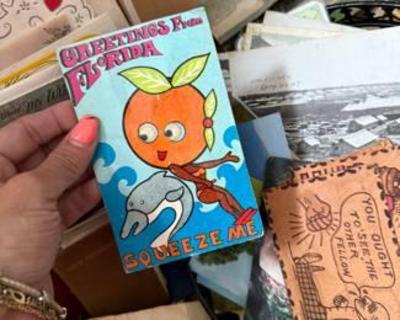 GREETINGS From
FLORIDA
SQUEEZE ME
YOU OUGHT
TO SEE THE
OTHER
FELLOW